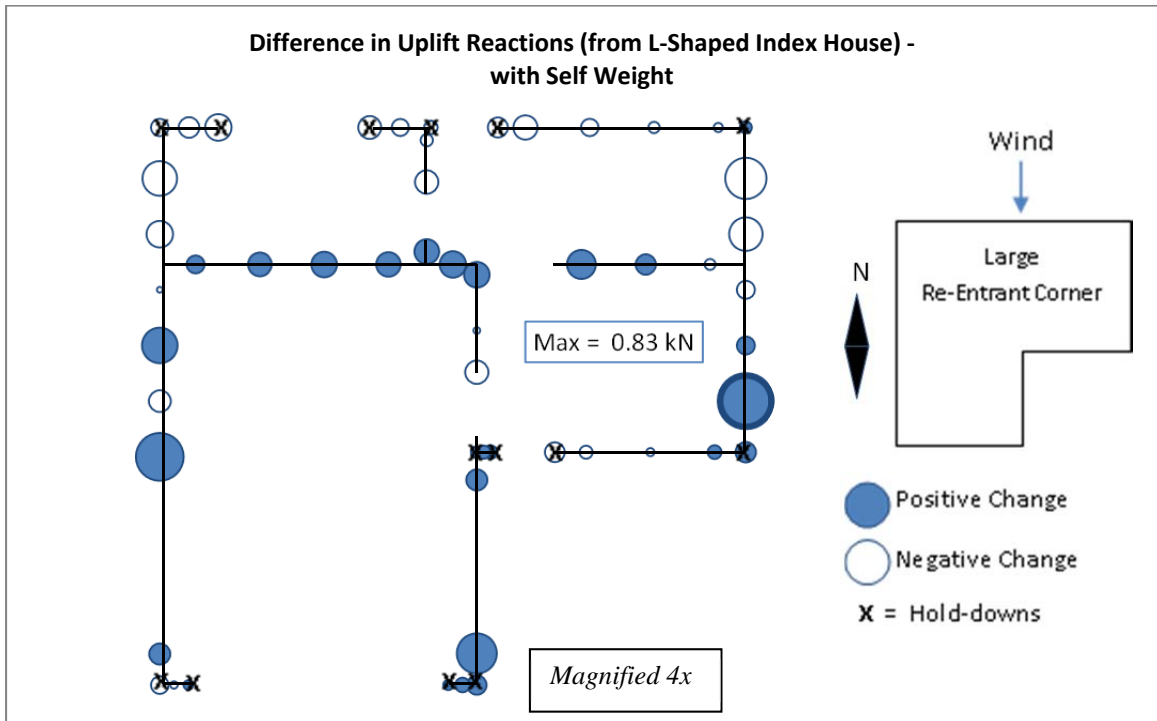 Difference in Uplift Reactions (from L-Shaped Index House) -
with Self Weight
X X X X X X
Wind
Large
Re-Entrant Corner
N
Max = 0.83 kN
X X X X
Positive Change
Negative Change
X = Hold-downs
Magnified 4x
X X X X